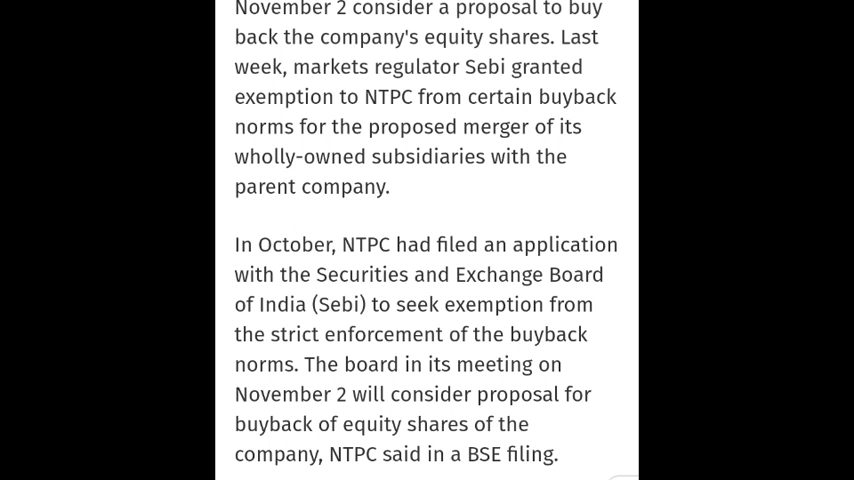 November 2 consider a proposal to buy
back the company's equity shares. Last
week, markets regulator Sebi granted
exemption to NTPC from certain buyback
norms for the proposed merger of its
wholly-owned subsidiaries with the
parent company.
In October, NTPC had filed an application
with the Securities and Exchange Board
of India (Sebi) to seek exemption from
the strict enforcement of the buyback
norms. The board in its meeting on
November 2 will consider proposal for
buyback of equity shares of the
company, NTPC said in a BSE filing.